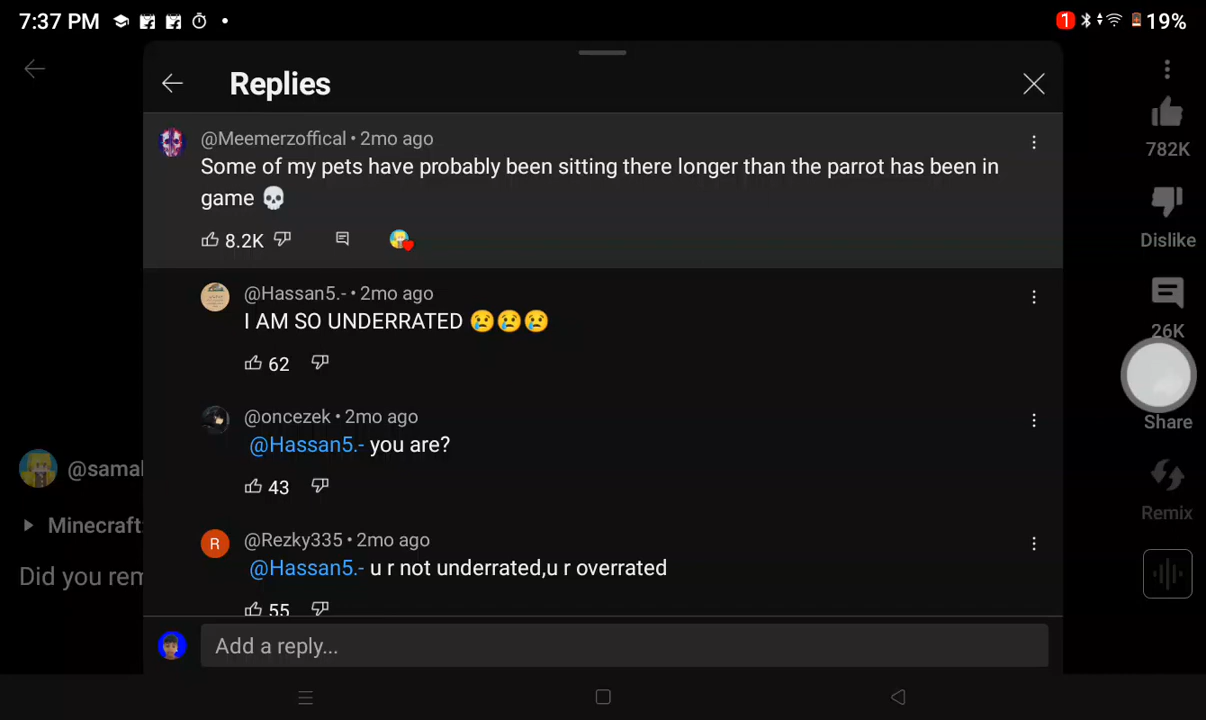 7:37 PM
1
19%
Replies
@Meemerzoffical • 2mo ago
Some of my pets have probably been sitting there longer than the parrot has been in
game 💀
8.2K
@Hassan5.- • 2mo ago
I AM SO UNDERRATED 😢😢😢
62
@oncezek • 2mo ago
@Hassan5.- you are?
43
R
@Rezky335 • 2mo ago
@Hassan5.- u r not underrated,u r overrated
55
Add a reply...
782K
Dislike
26K
Share
Remix
@samal
Minecraft:
Did you rem